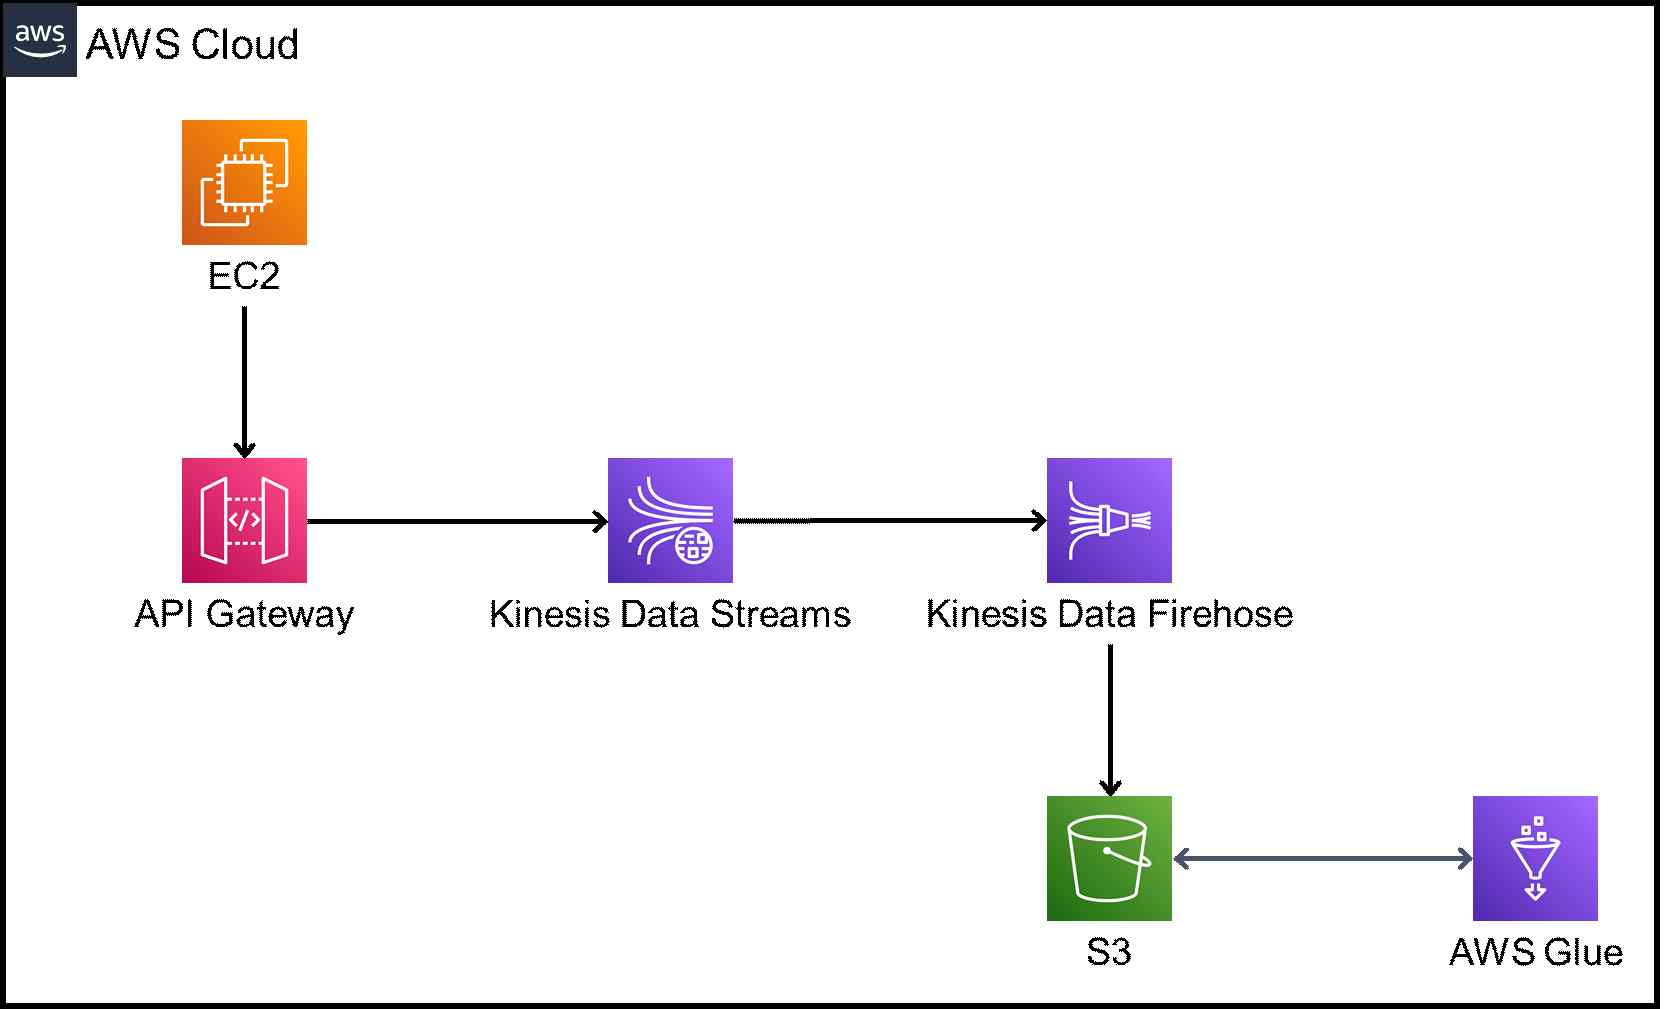 aws
AWS Cloud
EC2
</>
API Gateway
Kinesis Data Streams
Kinesis Data Firehose
S3
AWS Glue